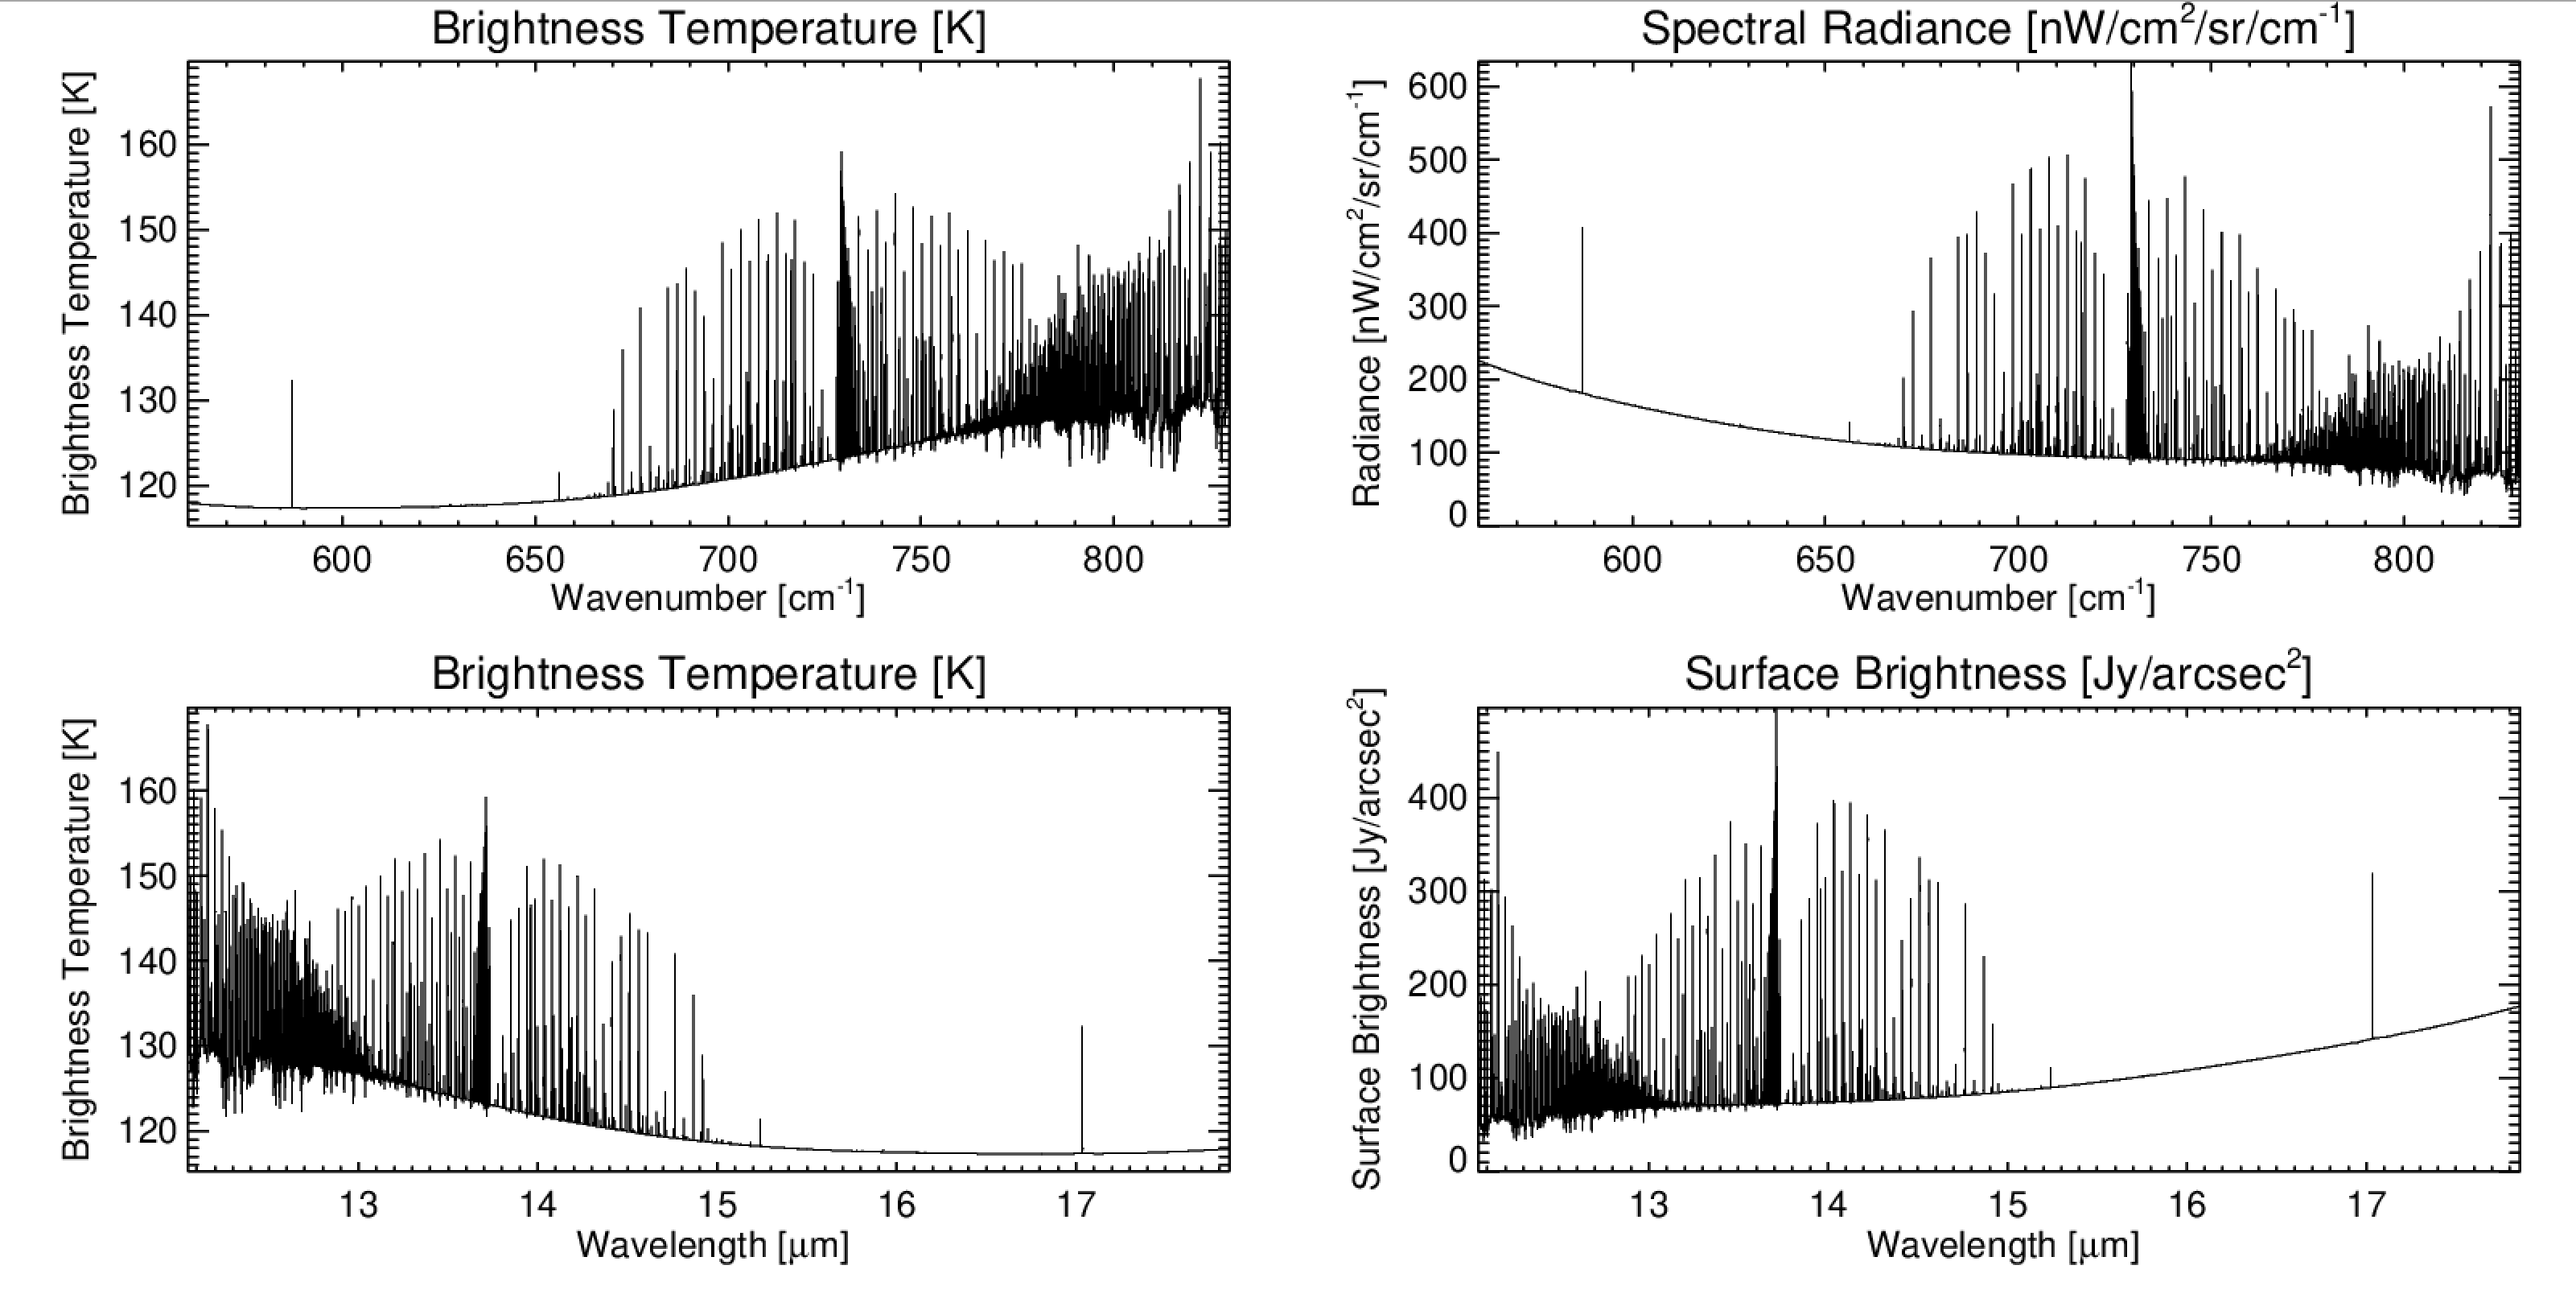 Brightness Temperature [K]
Brightness Temperature [K]
160
150
140
130
120
600 650 700 750 800
Wavenumber [cm⁻¹]
Spectral Radiance [nW/cm²/sr/cm⁻¹]
Radiance [nW/cm²/sr/cm⁻¹]
600
500
400
300
200
100
0
600 650 700 750 800
Wavenumber [cm⁻¹]
Brightness Temperature [K]
Brightness Temperature [K]
160
150
140
130
120
13 14 15 16 17
Wavelength [μm]
Surface Brightness [Jy/arcsec²]
Surface Brightness [Jy/arcsec²]
400
300
200
100
0
13 14 15 16 17
Wavelength [μm]